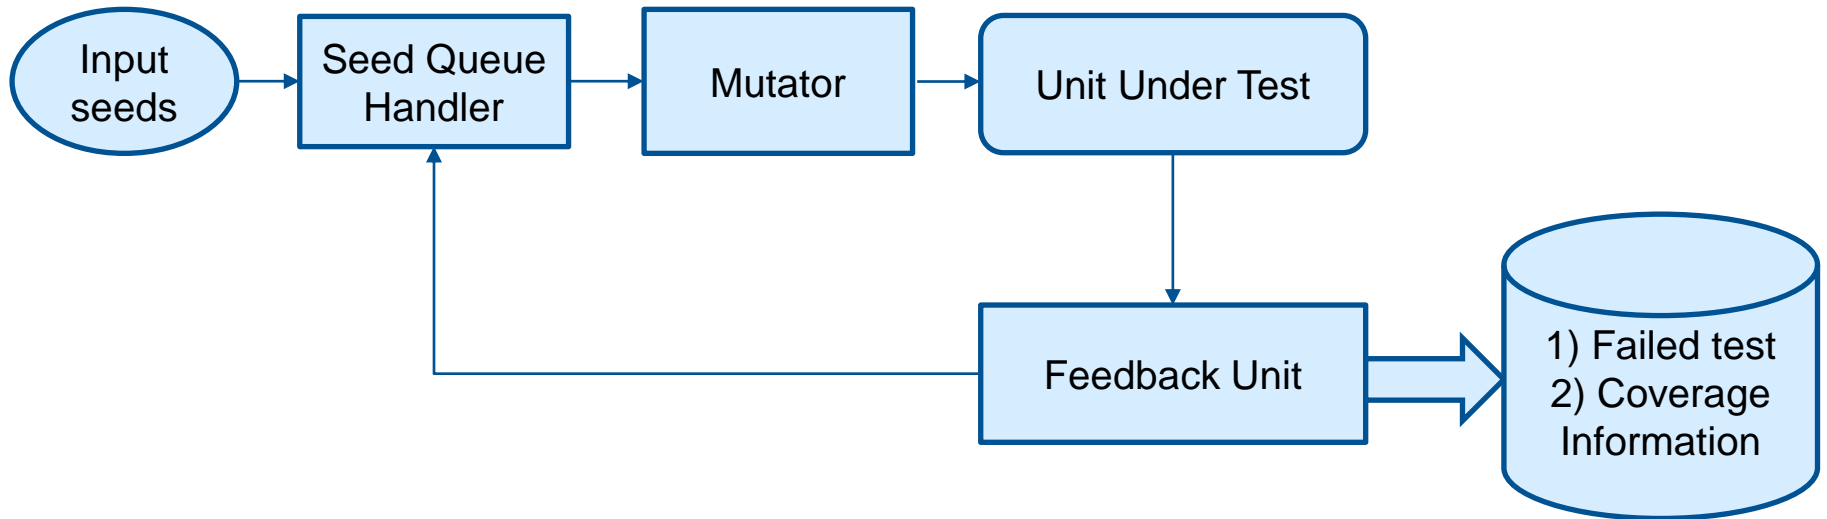 Input
seeds
Seed Queue
Handler
Mutator
Unit Under Test
Feedback Unit
1) Failed test
2) Coverage
Information